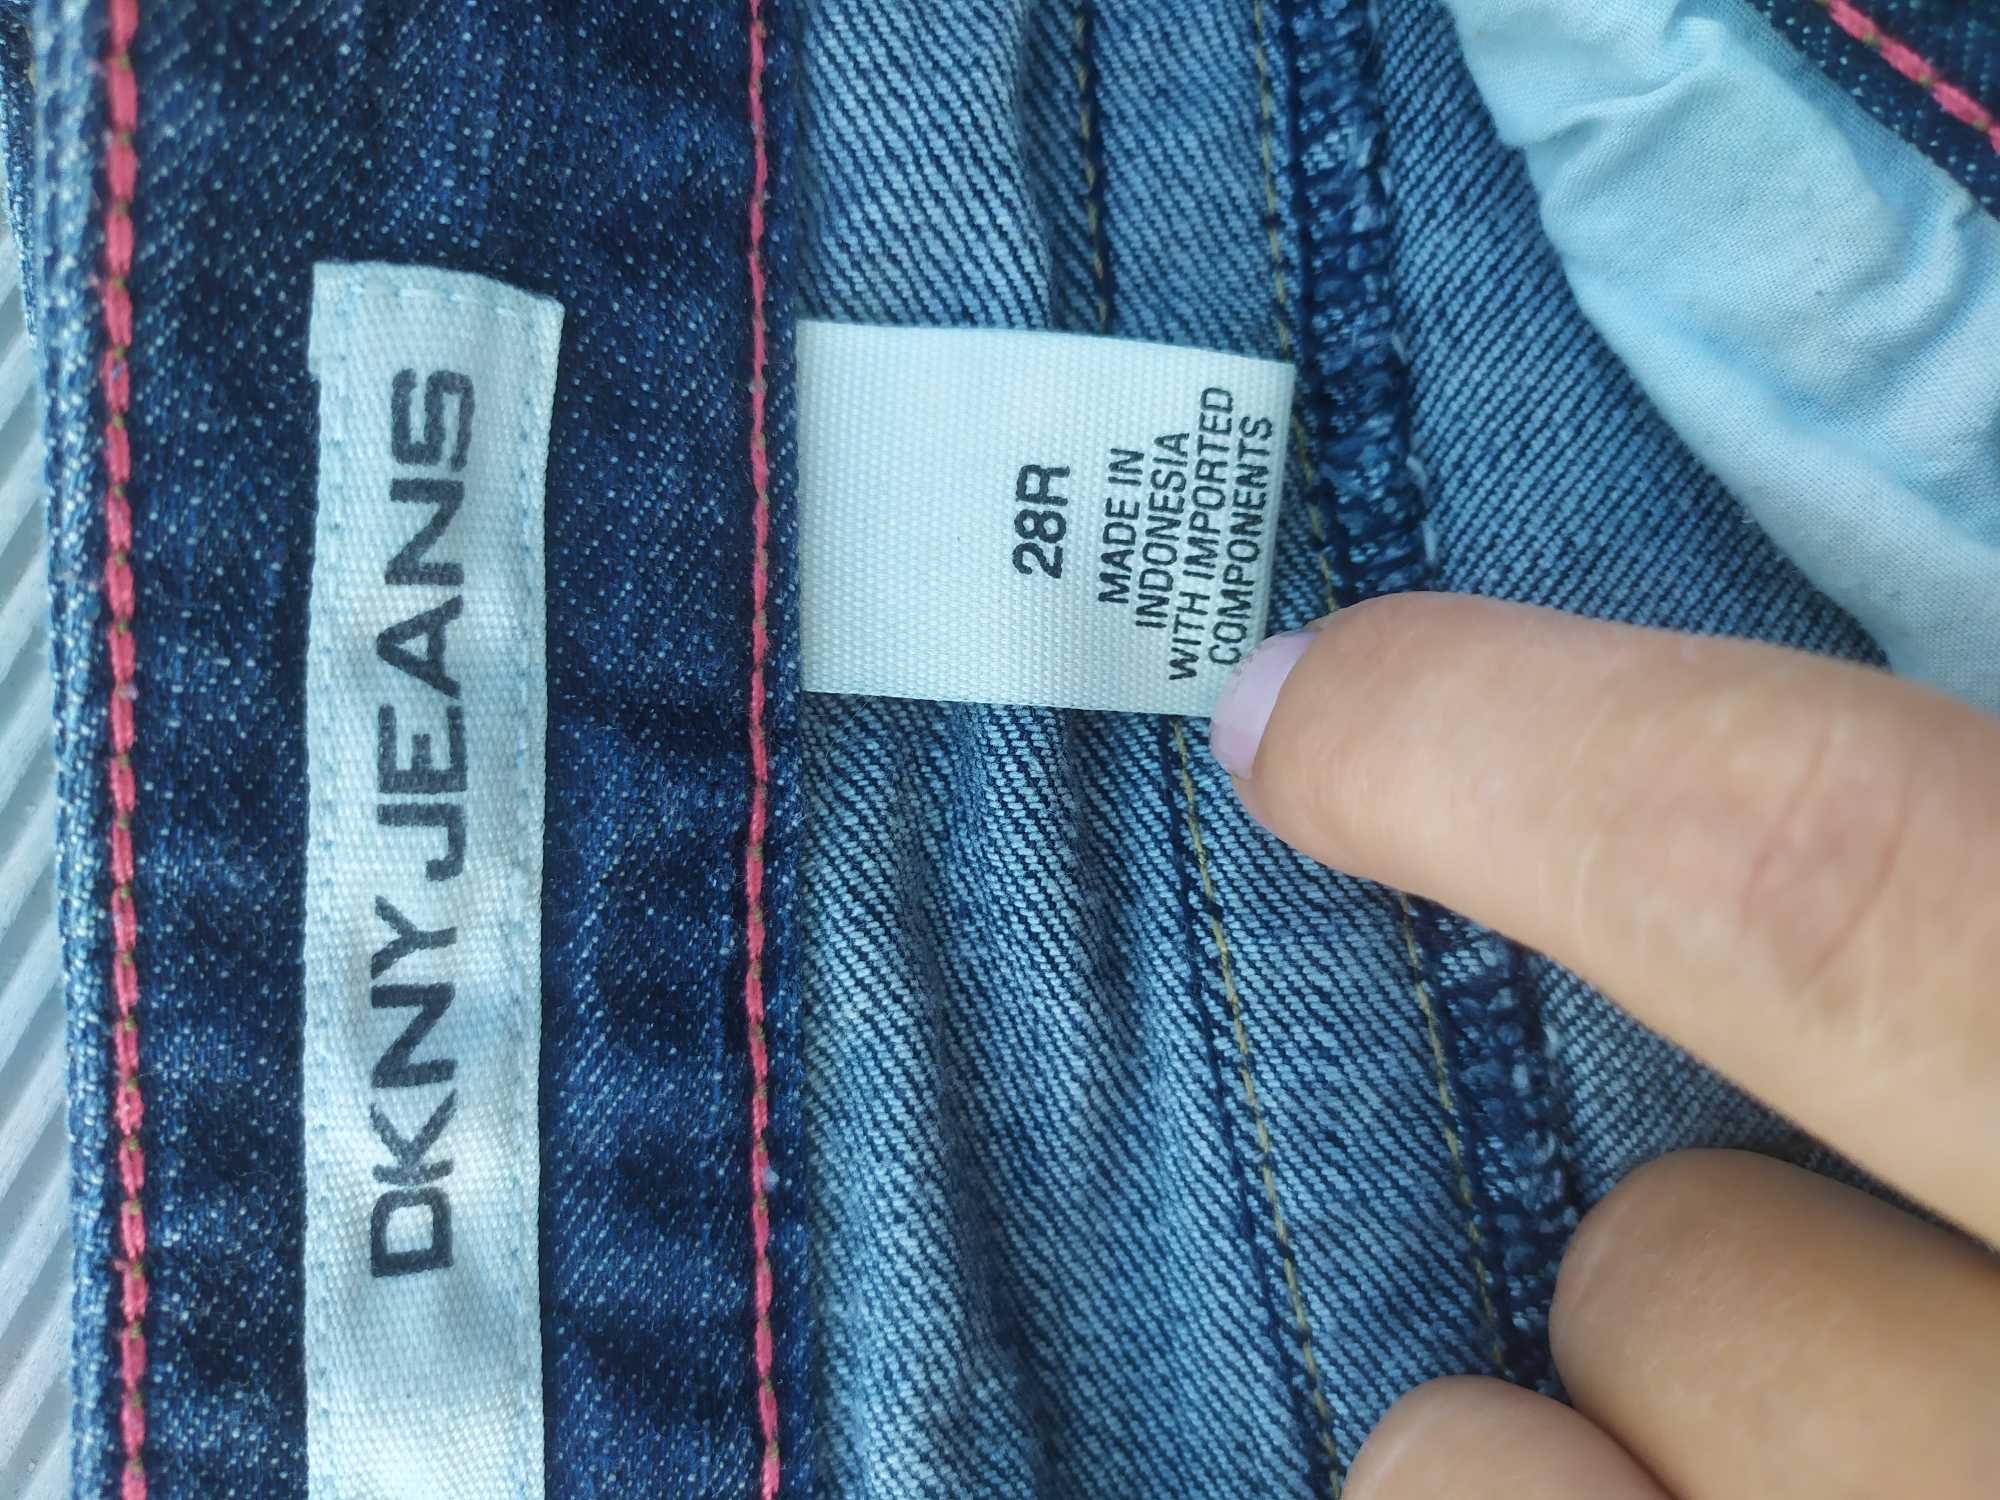 DKNY JEANS
28R
MADE IN
INDONESIA
WITH IMPORTED
COMPONENTS